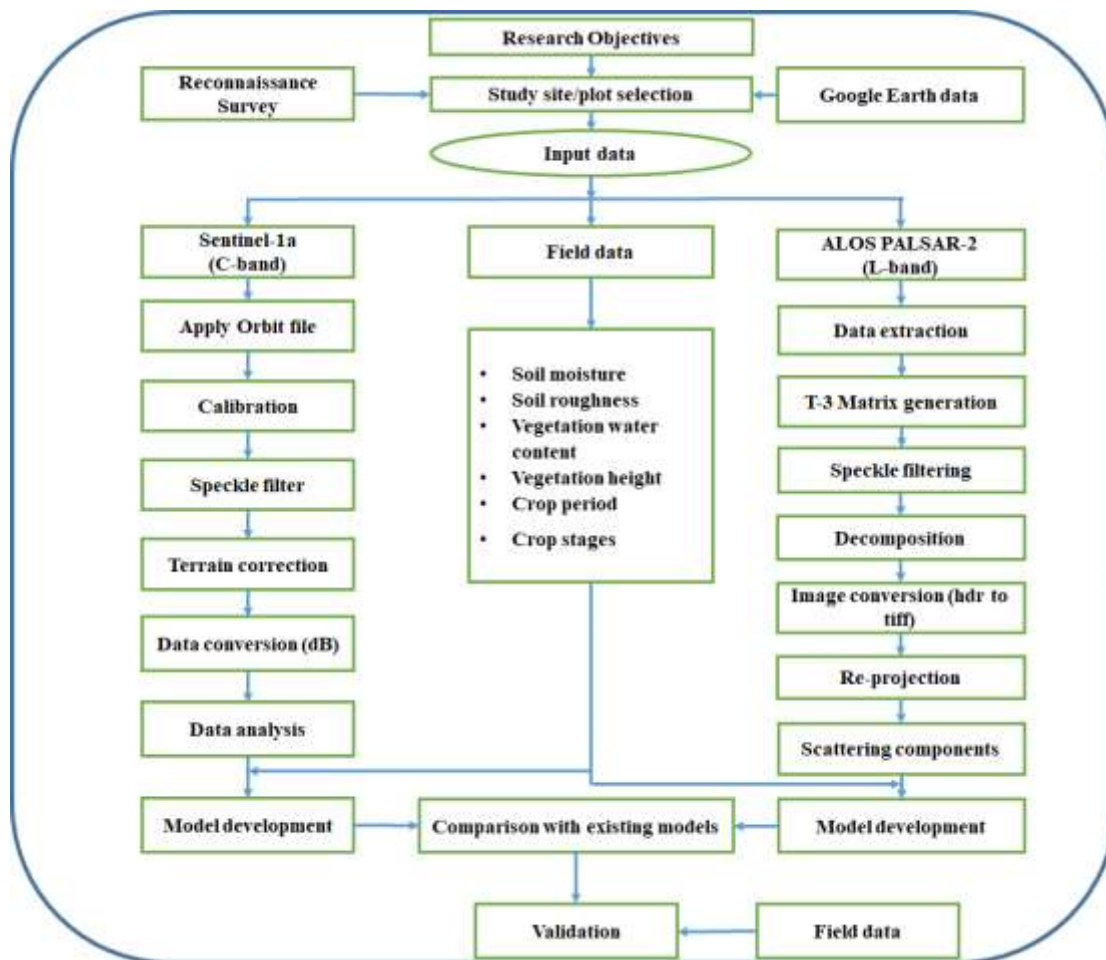 Research Objectives
Reconnaissance
Survey
Study site/plot selection
Google Earth data
Input data
Sentinel-1a
(C-band)
Field data
ALOS PALSAR-2
(L-band)
Apply Orbit file
Data extraction
• Soil moisture
• Soil roughness
• Vegetation water
content
• Vegetation height
• Crop period
• Crop stages
Calibration
T-3 Matrix generation
Speckle filter
Speckle filtering
Terrain correction
Decomposition
Image conversion (hdr to
tiff)
Data conversion (dB)
Re-projection
Data analysis
Scattering components
Model development
Comparison with existing models
Model development
Validation
Field data